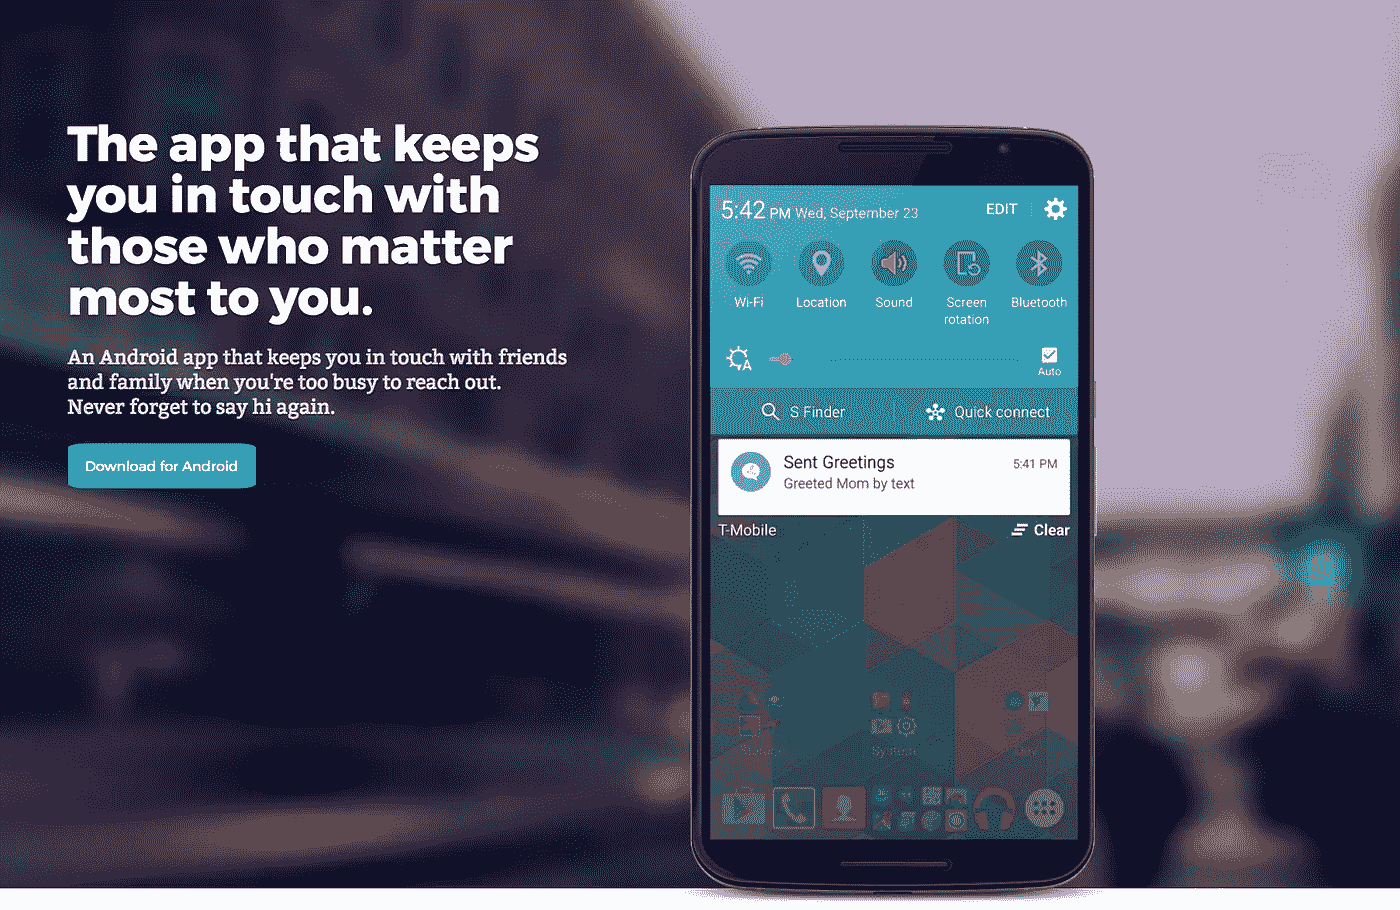 The app that keeps
you in touch with
those who matter
most to you.
An Android app that keeps you in touch with friends
and family when you're too busy to reach out.
Never forget to say hi again.
Download for Android
5:42 PM Wed, September 23 EDIT
Wi-Fi Location Sound Screen rotation Bluetooth
A Auto
S Finder Quick connect
Sent Greetings 5:41 PM
Greeted Mom by text
T-Mobile Clear
System